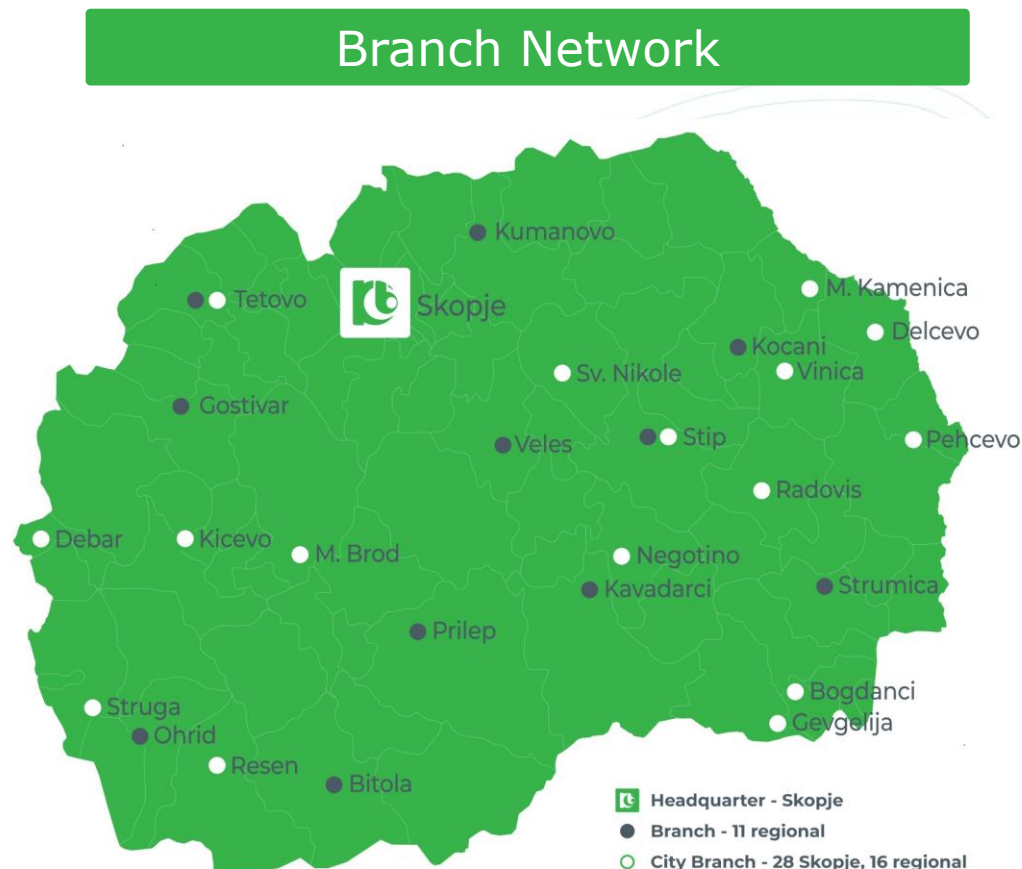 Branch Network
Kumanovo
M. Kamenica
Tetovo
Skopje
Delcevo
Kocani
Vinica
Sv. Nikole
Gostivar
Stip
Pehcevo
Veles
Radovis
Debar
Kicevo
M. Brod
Negotino
Strumica
Kavadarci
Prilep
Bogdanci
Struga
Gevgelija
Ohrid
Resen
Bitola
Headquarter - Skopje
Branch - 11 regional
City Branch - 28 Skopje, 16 regional